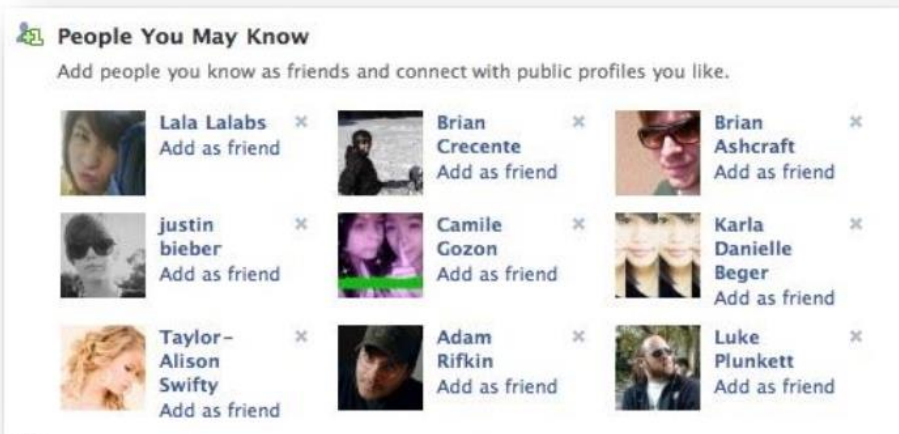 People You May Know
Add people you know as friends and connect with public profiles you like.
Lala Lalabs
Add as friend
Brian
Crecente
Add as friend
Brian
Ashcraft
Add as friend
justin
bieber
Add as friend
Camile
Gozon
Add as friend
Karla
Danielle
Beger
Add as friend
Taylor-
Alison
Swifty
Add as friend
Adam
Rifkin
Add as friend
Luke
Plunkett
Add as friend